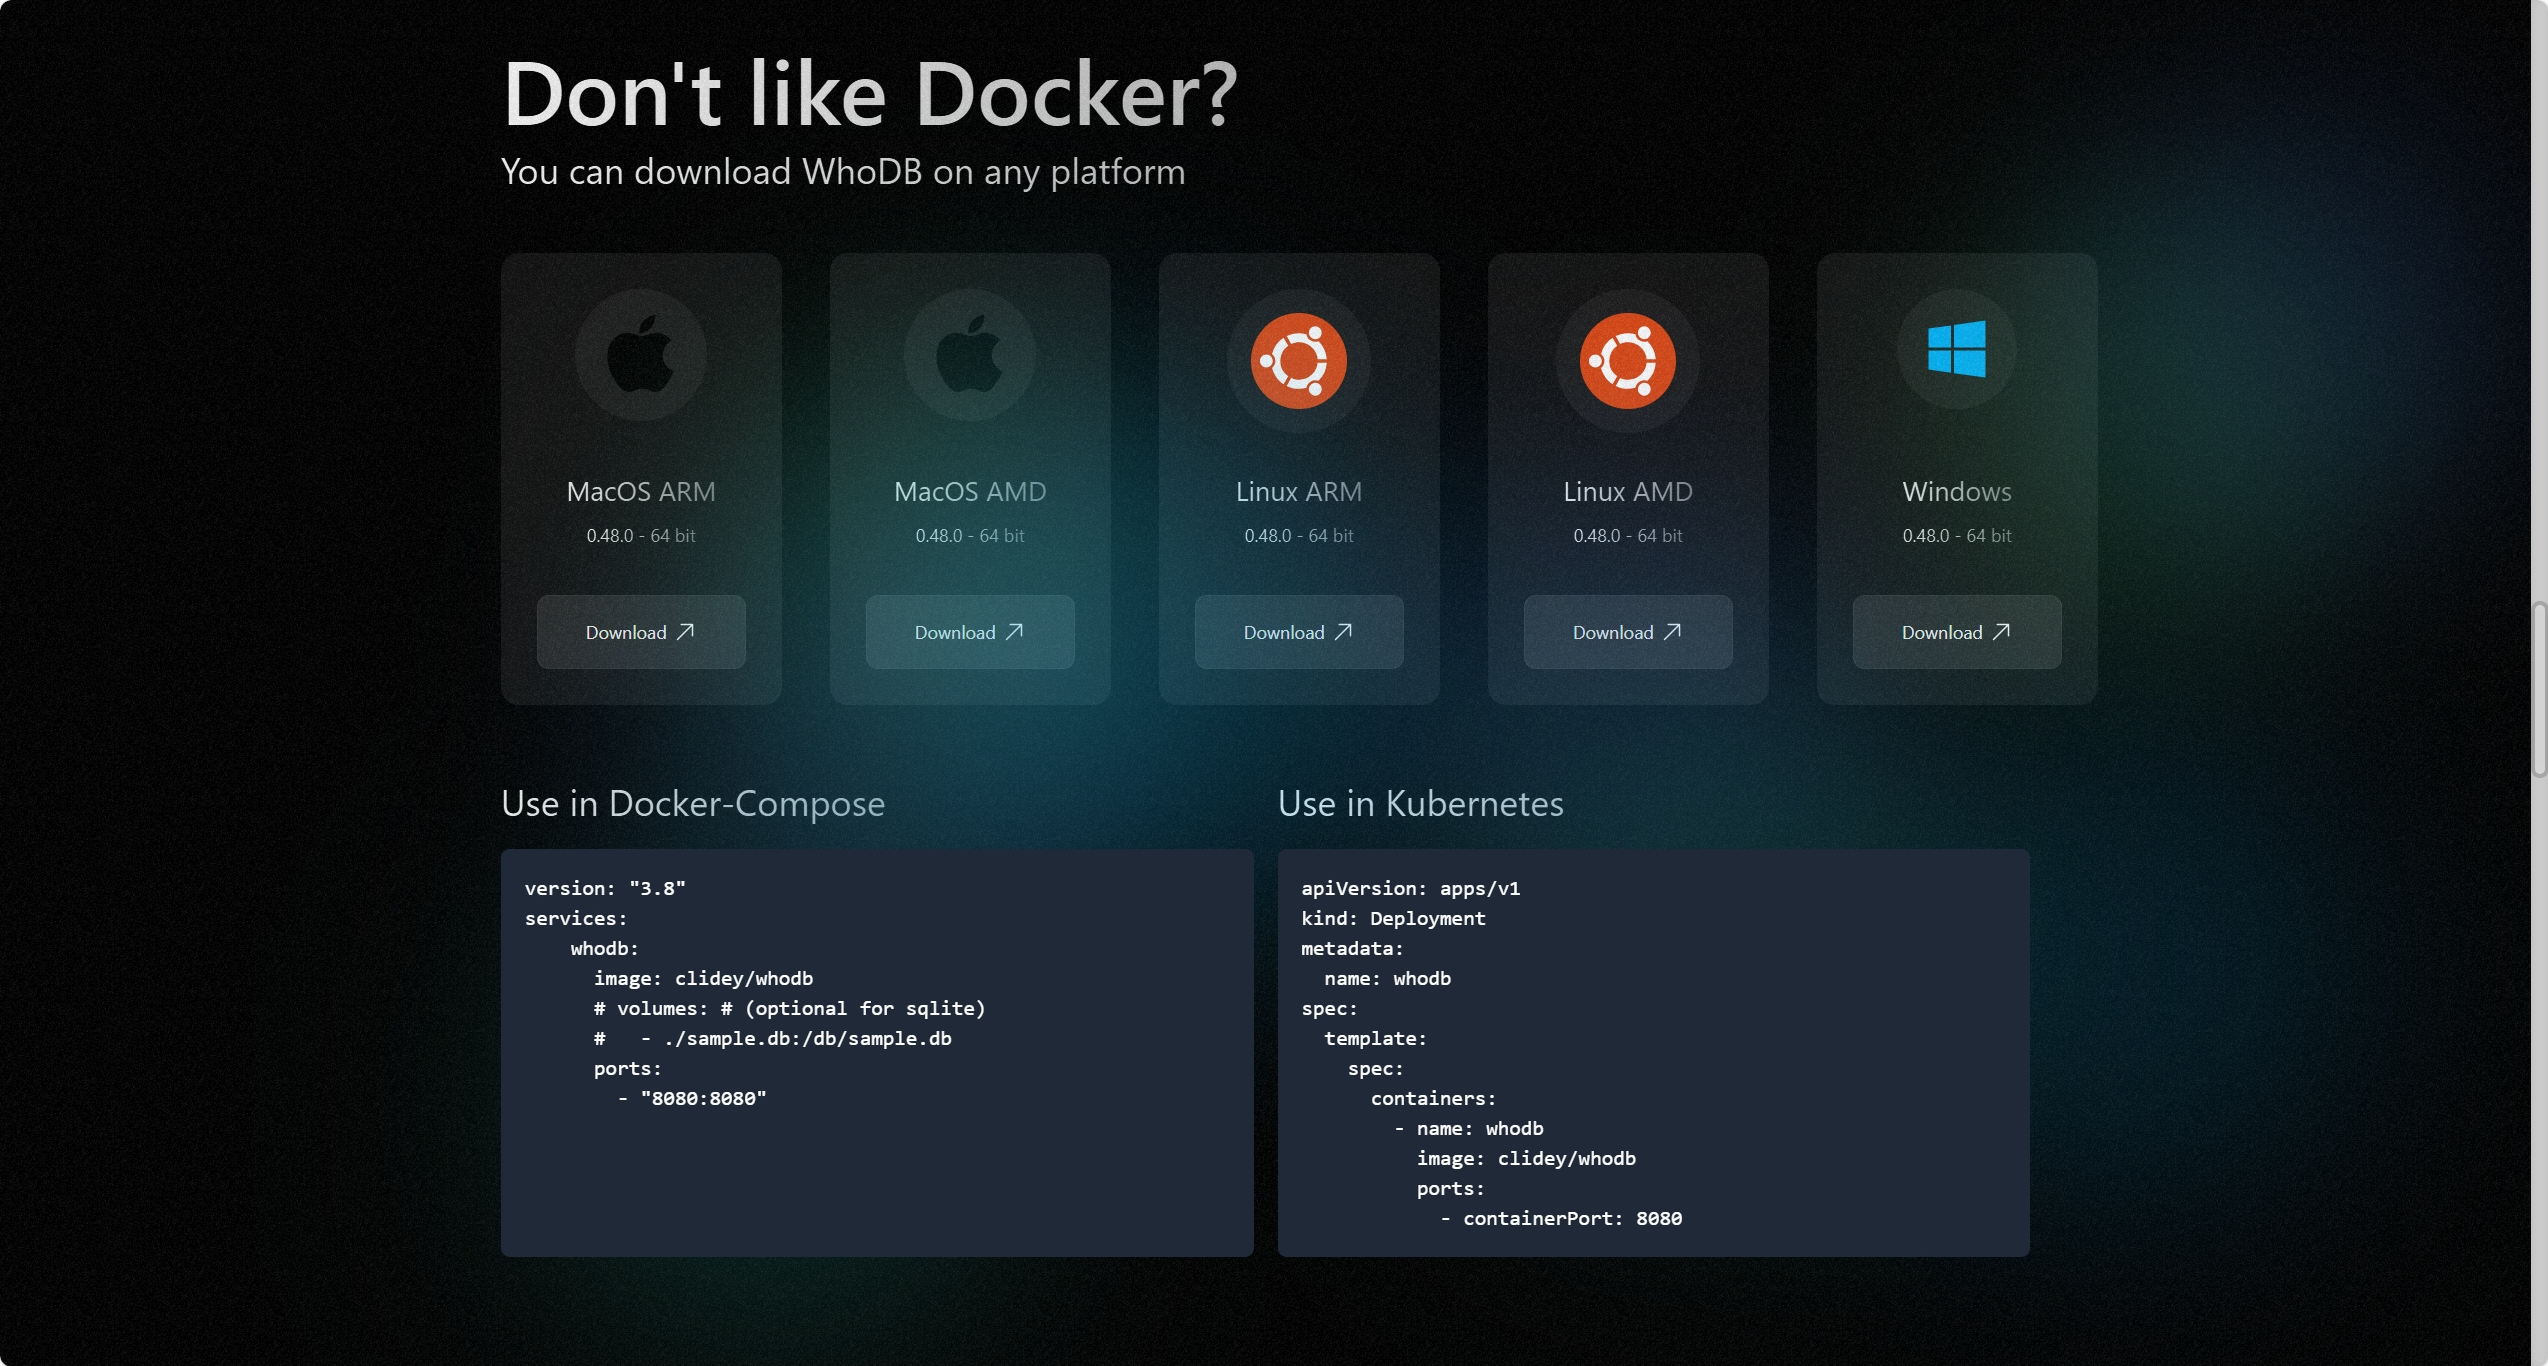 Don't like Docker?
You can download WhoDB on any platform
MacOS ARM
0.48.0 - 64 bit
Download
MacOS AMD
0.48.0 - 64 bit
Download
Linux ARM
0.48.0 - 64 bit
Download
Linux AMD
0.48.0 - 64 bit
Download
Windows
0.48.0 - 64 bit
Download
Use in Docker-Compose
version: "3.8"
services:
    whodb:
      image: clidey/whodb
      # volumes: # (optional for sqlite)
      #   - ./sample.db:/db/sample.db
      ports:
        - "8080:8080"
Use in Kubernetes
apiVersion: apps/v1
kind: Deployment
metadata:
  name: whodb
spec:
  template:
    spec:
      containers:
        - name: whodb
          image: clidey/whodb
          ports:
            - containerPort: 8080